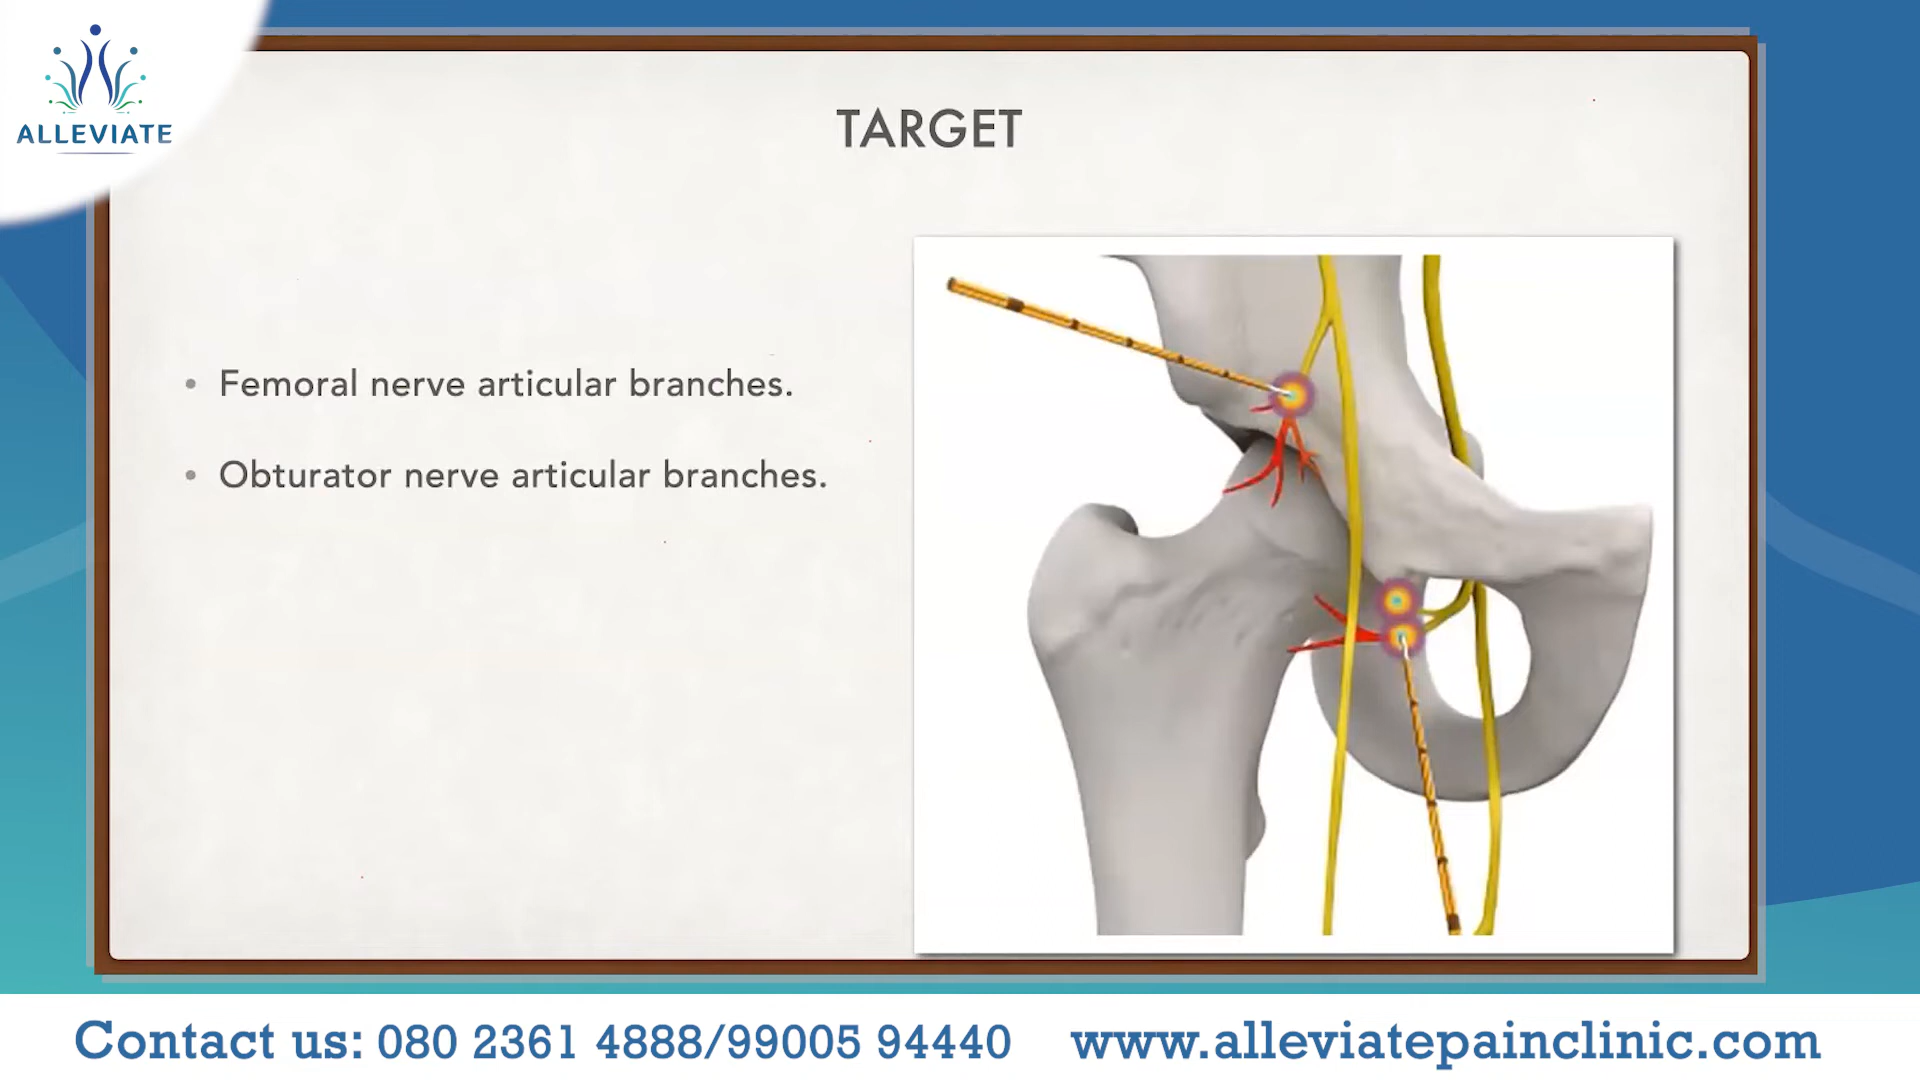 ALLEVIATE
TARGET
• Femoral nerve articular branches.
• Obturator nerve articular branches.
Contact us: 080 2361 4888/99005 94440 www.alleviatepainclinic.com